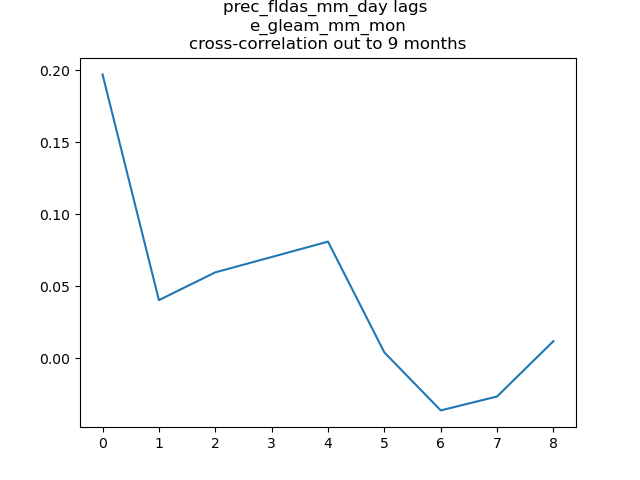 prec_fldas_mm_day lags
e_gleam_mm_mon
cross-correlation out to 9 months
0.20
0.15
0.10
0.05
0.00
0 1 2 3 4 5 6 7 8